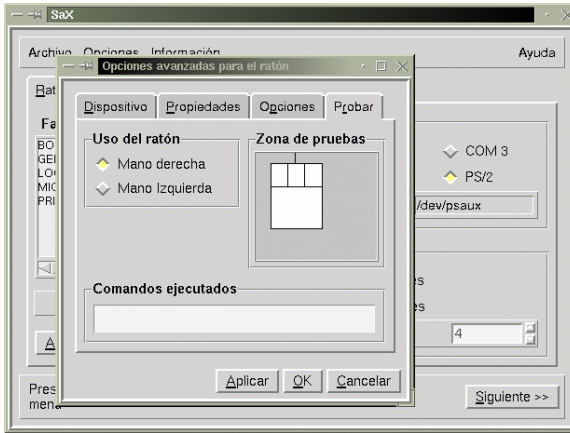 SaX
Archivo Opciones Información Ayuda
Opciones avanzadas para el ratón
Dispositivo Propiedades Opciones Probar
Uso del ratón
Mano derecha
Mano Izquierda
Zona de pruebas
Comandos ejecutados
Aplicar OK Cancelar
COM 3
PS/2
/dev/psaux
4
Siguiente >>